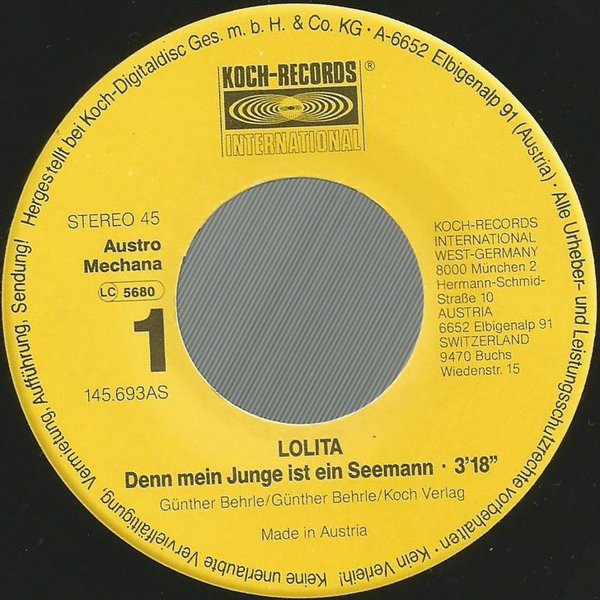 Hergestellt bei Koch-Digitaldisc Ges. m. b. H. & Co. KG · A-6652 Elbigenalp 91 (Austria) · Alle Urheber- und Leistungsschutzrechte vorbehalten · Kein Verleih! Keine unerlaubte Vervielfältigung, Vermietung, Aufführung, Sendung!
KOCH-RECORDS ®
INTERNATIONAL
STEREO 45
Austro
Mechana
LC 5680
1
145.693AS
KOCH-RECORDS
INTERNATIONAL
WEST-GERMANY
8000 München 2
Hermann-Schmid-
Straße 10
AUSTRIA
6652 Elbigenalp 91
SWITZERLAND
9470 Buchs
Wiedenstr. 15
LOLITA
Denn mein Junge ist ein Seemann · 3'18"
Günther Behrle/Günther Behrle/Koch Verlag
Made in Austria